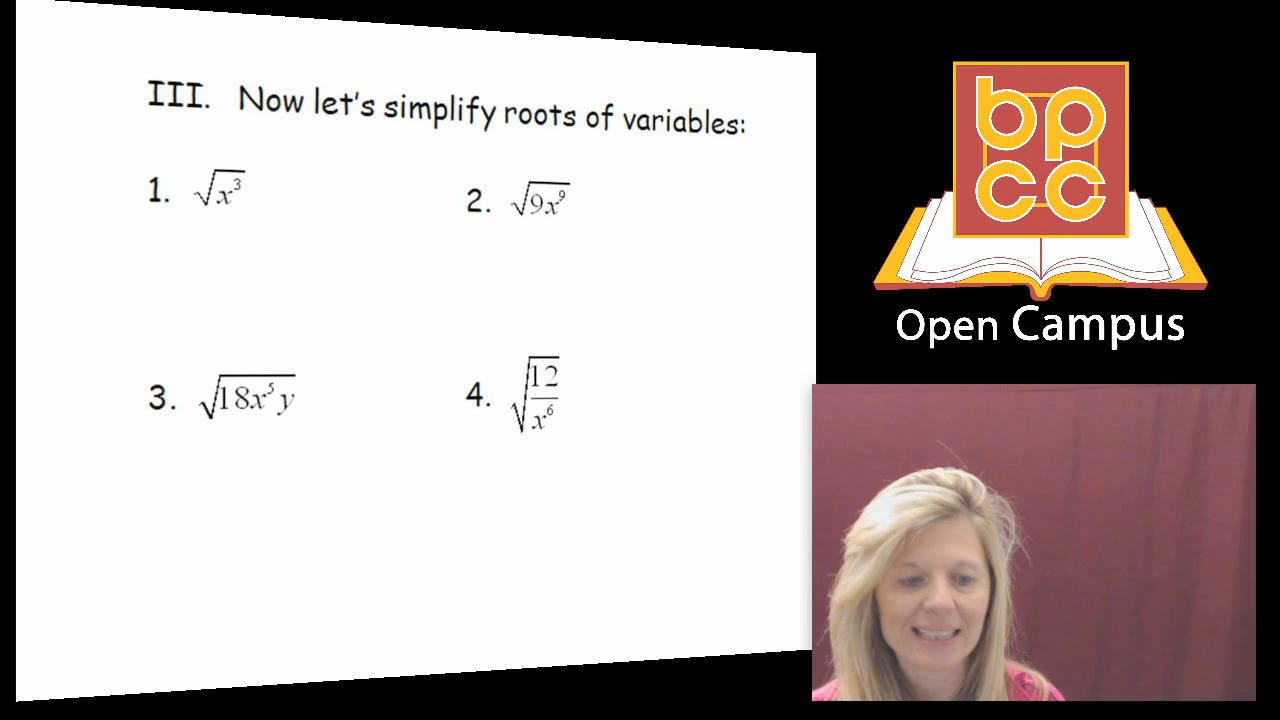 III. Now let's simplify roots of variables:
1. √x³ 2. √9x⁹
3. √18x⁵y 4. √12/x⁶
bp
cc
Open Campus